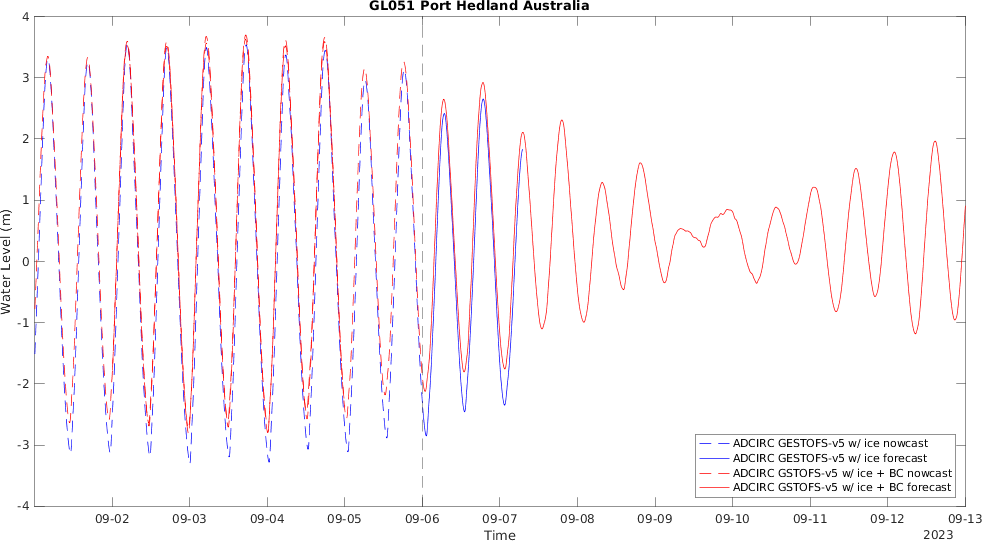 GL051 Port Hedland Australia
4
3
2
1
0
-1
-2
-3
-4
Water Level (m)
ADCIRC GESTOFS-v5 w/ ice nowcast
ADCIRC GESTOFS-v5 w/ ice forecast
ADCIRC GSTOFS-v5 w/ ice + BC nowcast
ADCIRC GSTOFS-v5 w/ ice + BC forecast
09-02 09-03 09-04 09-05 09-06 09-07 09-08 09-09 09-10 09-11 09-12 09-13
Time
2023